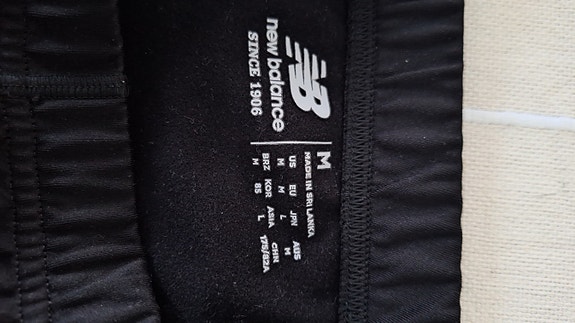 NB
new balance
SINCE 1906
M
MADE IN SRI LANKA
US EU JPN AUS
M M L M
BRZ KOR ASIA CHN
M 85 L 175/82A